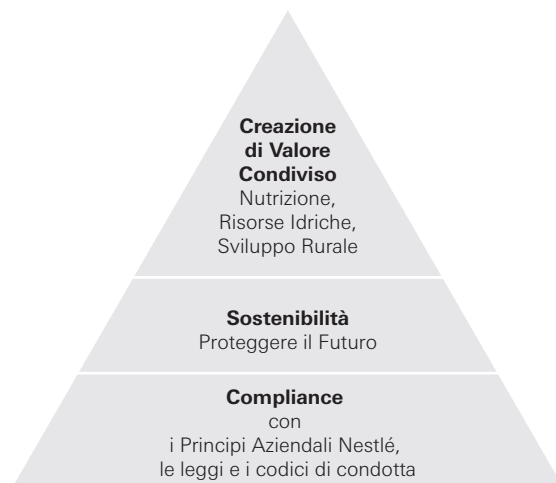 Creazione
di Valore
Condiviso
Nutrizione,
Risorse Idriche,
Sviluppo Rurale
Sostenibilità
Proteggere il Futuro
Compliance
con
i Principi Aziendali Nestlé,
le leggi e i codici di condotta